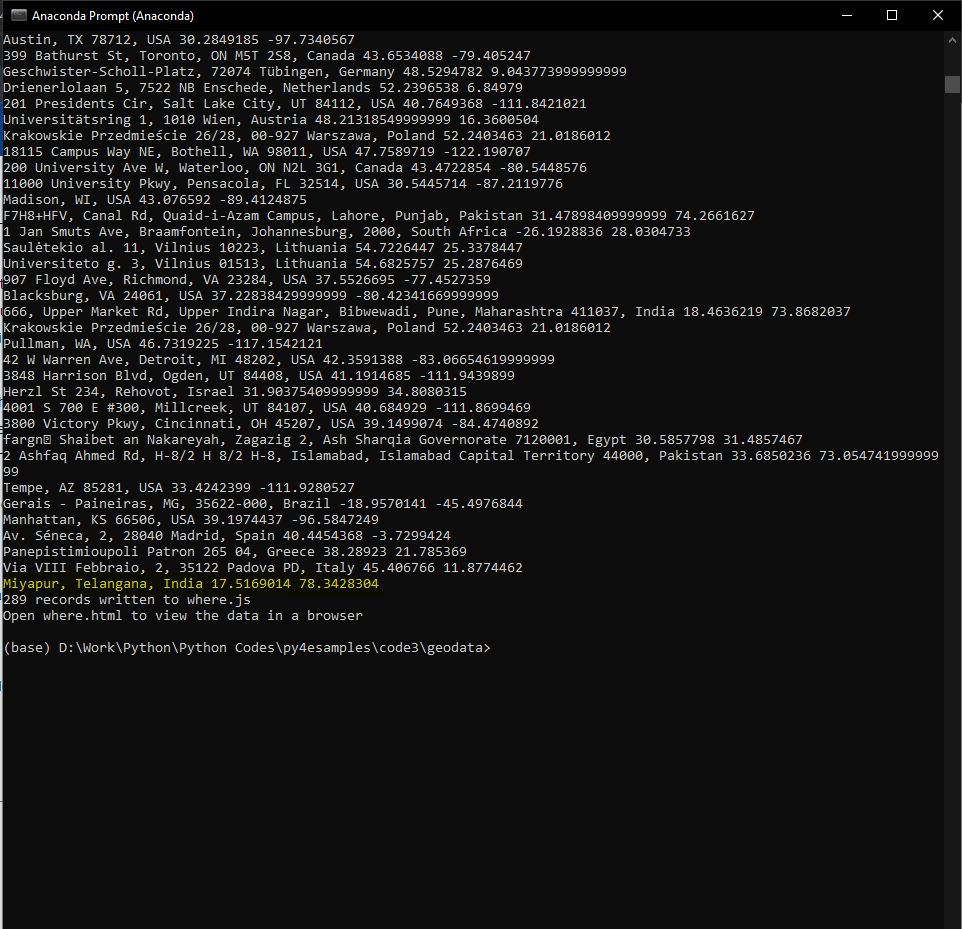 Anaconda Prompt (Anaconda)
Austin, TX 78712, USA 30.2849185 -97.7340567
399 Bathurst St, Toronto, ON M5T 2S8, Canada 43.6534088 -79.405247
Geschwister-Scholl-Platz, 72074 Tübingen, Germany 48.5294782 9.043773999999999
Drienerlolaan 5, 7522 NB Enschede, Netherlands 52.2396538 6.84979
201 Presidents Cir, Salt Lake City, UT 84112, USA 40.7649368 -111.8421021
Universitätsring 1, 1010 Wien, Austria 48.21318549999999 16.3600504
Krakowskie Przedmieście 26/28, 00-927 Warszawa, Poland 52.2403463 21.0186012
18115 Campus Way NE, Bothell, WA 98011, USA 47.7589719 -122.190707
200 University Ave W, Waterloo, ON N2L 3G1, Canada 43.4722854 -80.5448576
11000 University Pkwy, Pensacola, FL 32514, USA 30.5445714 -87.2119776
Madison, WI, USA 43.076592 -89.4124875
F7H8+HFV, Canal Rd, Quaid-i-Azam Campus, Lahore, Punjab, Pakistan 31.47898409999999 74.2661627
1 Jan Smuts Ave, Braamfontein, Johannesburg, 2000, South Africa -26.1928836 28.0304733
Saulėtekio al. 11, Vilnius 10223, Lithuania 54.7226447 25.3378447
Universiteto g. 3, Vilnius 01513, Lithuania 54.6825757 25.2876469
907 Floyd Ave, Richmond, VA 23284, USA 37.5526695 -77.4527359
Blacksburg, VA 24061, USA 37.22838429999999 -80.42341669999999
666, Upper Market Rd, Upper Indira Nagar, Bibwewadi, Pune, Maharashtra 411037, India 18.4636219 73.8682037
Krakowskie Przedmieście 26/28, 00-927 Warszawa, Poland 52.2403463 21.0186012
Pullman, WA, USA 46.7319225 -117.1542121
42 W Warren Ave, Detroit, MI 48202, USA 42.3591388 -83.06654619999999
3848 Harrison Blvd, Ogden, UT 84408, USA 41.1914685 -111.9439899
Herzl St 234, Rehovot, Israel 31.90375409999999 34.8080315
4001 S 700 E #300, Millcreek, UT 84107, USA 40.684929 -111.8699469
3800 Victory Pkwy, Cincinnati, OH 45207, USA 39.1499074 -84.4740892
fargn Shaibet an Nakareyah, Zagazig 2, Ash Sharqia Governorate 7120001, Egypt 30.5857798 31.4857467
2 Ashfaq Ahmed Rd, H-8/2 H 8/2 H-8, Islamabad, Islamabad Capital Territory 44000, Pakistan 33.6850236 73.054741999999
99
Tempe, AZ 85281, USA 33.4242399 -111.9280527
Gerais - Paineiras, MG, 35622-000, Brazil -18.9570141 -45.4976844
Manhattan, KS 66506, USA 39.1974437 -96.5847249
Av. Séneca, 2, 28040 Madrid, Spain 40.4454368 -3.7299424
Panepistimioupoli Patron 265 04, Greece 38.28923 21.785369
Via VIII Febbraio, 2, 35122 Padova PD, Italy 45.406766 11.8774462
Miyapur, Telangana, India 17.5169014 78.3428304
289 records written to where.js
Open where.html to view the data in a browser
(base) D:\Work\Python\Python Codes\py4esamples\code3\geodata>